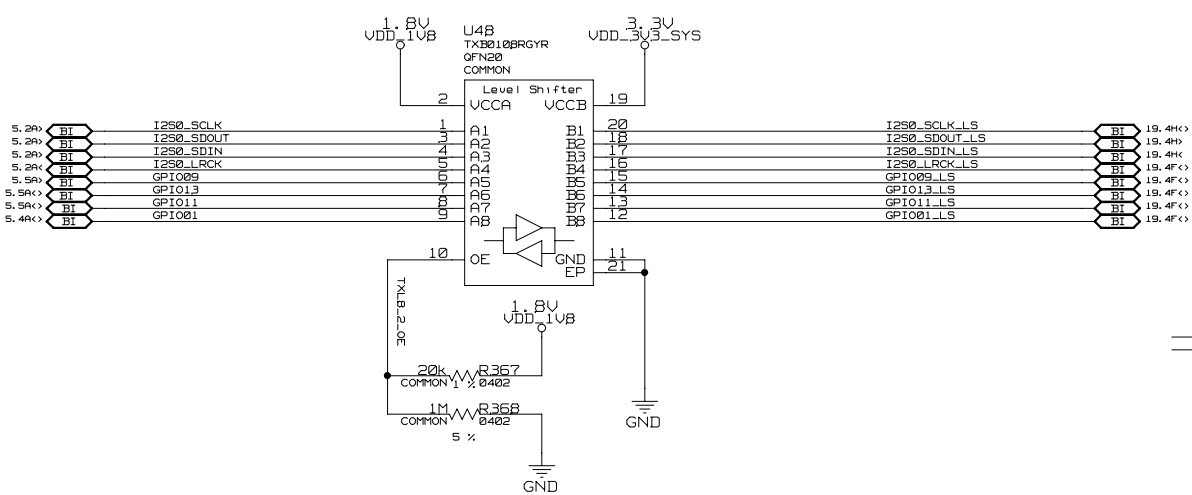 1.8V
VDD_1V8
U48
TXB0108RGYR
QFN20
COMMON
3.3V
VDD_3V3_SYS
Level Shifter
2 VCCA VCCB 19
5.2A> BI I2S0_SCLK 1 A1 B1 20 I2S0_SCLK_LS BI 19.4H<>
5.2A> BI I2S0_SDOUT 3 A2 B2 18 I2S0_SDOUT_LS BI 19.4H>
5.2A> BI I2S0_SDIN 4 A3 B3 17 I2S0_SDIN_LS BI 19.4H<
5.2A< BI I2S0_LRCK 5 A4 B4 16 I2S0_LRCK_LS BI 19.4F<>
5.5A> BI GPIO09 6 A5 B5 15 GPIO09_LS BI 19.4F<>
5.5A<> BI GPIO13 7 A6 B6 14 GPIO13_LS BI 19.4F<>
5.5A<> BI GPIO11 8 A7 B7 13 GPIO11_LS BI 19.4F<>
5.4A<> BI GPIO01 9 A8 B8 12 GPIO01_LS BI 19.4F<>
10 OE GND 11
EP 21
TXLB_2_OE
1.8V
VDD_1V8
20k R367
COMMON 1 % 0402
1M R368
COMMON 0402
5 %
GND
GND